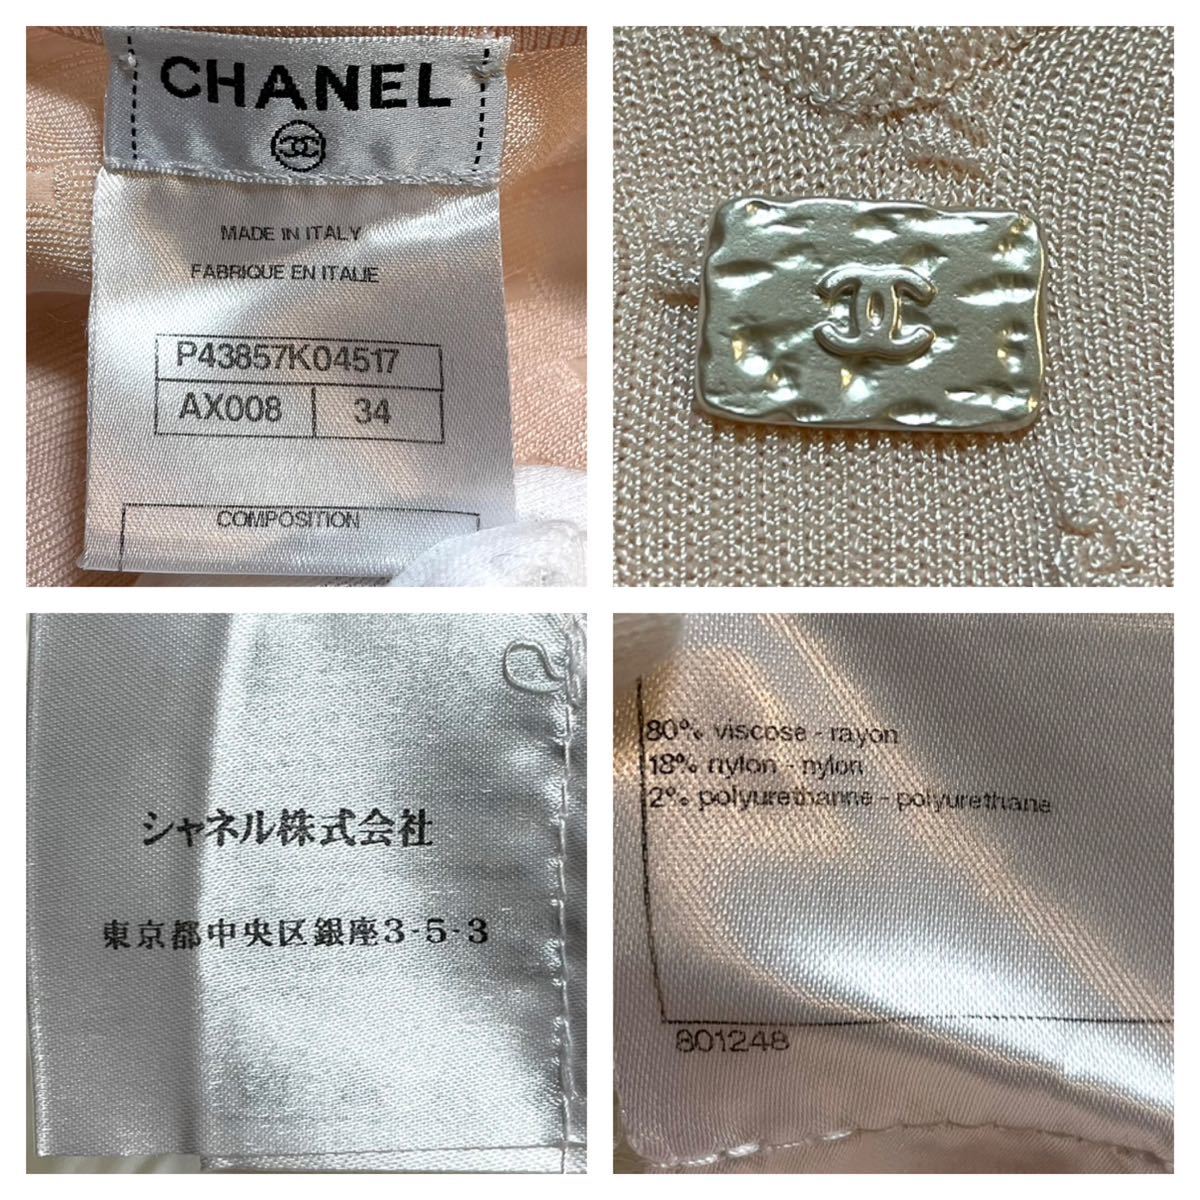 CHANEL
MADE IN ITALY
FABRIQUE EN ITALIE
P43857K04517
AX008 34
COMPOSITION
シャネル株式会社
東京都中央区銀座3-5-3
80% viscose - rayon
18% nylon - nylon
2% polyurethanne - polyurethane
801248